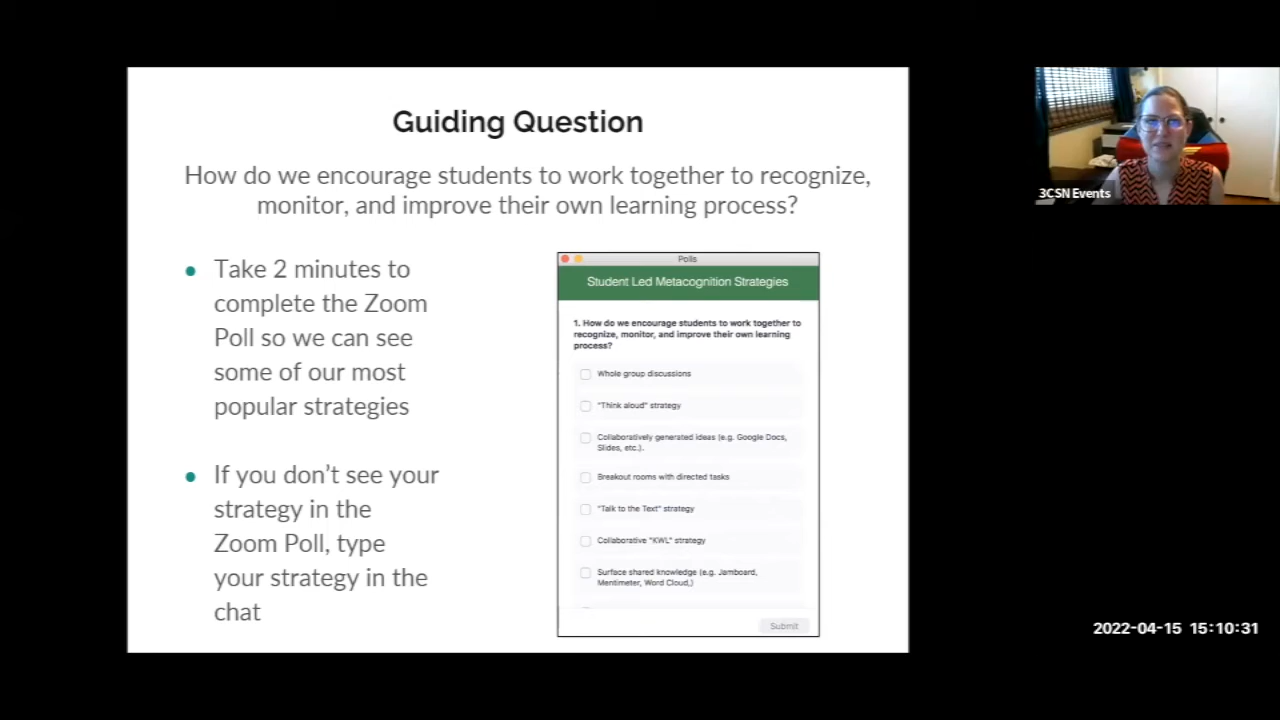 Guiding Question
How do we encourage students to work together to recognize,
monitor, and improve their own learning process?
Take 2 minutes to
complete the Zoom
Poll so we can see
some of our most
popular strategies
If you don't see your
strategy in the
Zoom Poll, type
your strategy in the
chat
Polls
Student Led Metacognition Strategies
1. How do we encourage students to work together to
recognize, monitor, and improve their own learning
process?
Whole group discussions
"Think aloud" strategy
Collaboratively generated ideas (e.g. Google Docs,
Slides, etc.).
Breakout rooms with directed tasks
"Talk to the Text" strategy
Collaborative "KWL" strategy
Surface shared knowledge (e.g. Jamboard,
Mentimeter, Word Cloud,)
Submit
3CSN Events
2022-04-15 15:10:31